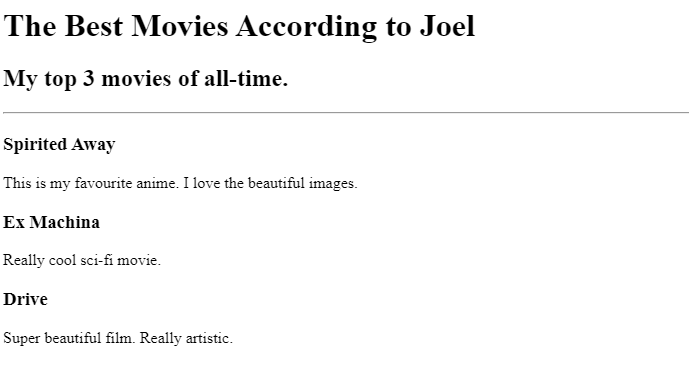 The Best Movies According to Joel
My top 3 movies of all-time.
Spirited Away
This is my favourite anime. I love the beautiful images.
Ex Machina
Really cool sci-fi movie.
Drive
Super beautiful film. Really artistic.